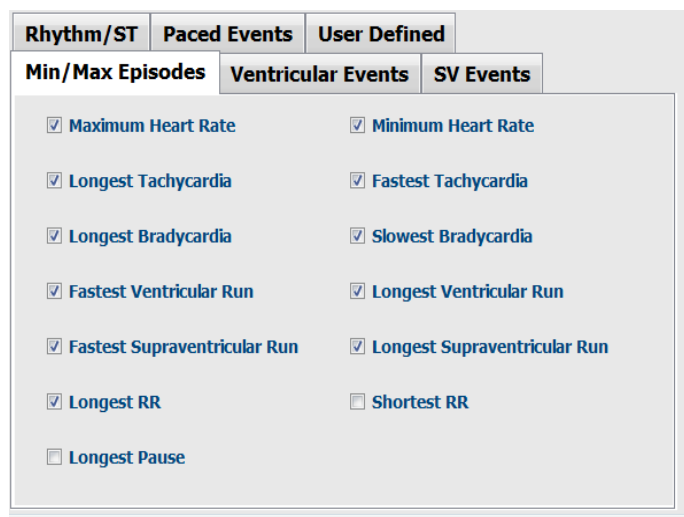 Rhythm/ST Paced Events User Defined
Min/Max Episodes Ventricular Events SV Events
Maximum Heart Rate Minimum Heart Rate
Longest Tachycardia Fastest Tachycardia
Longest Bradycardia Slowest Bradycardia
Fastest Ventricular Run Longest Ventricular Run
Fastest Supraventricular Run Longest Supraventricular Run
Longest RR Shortest RR
Longest Pause